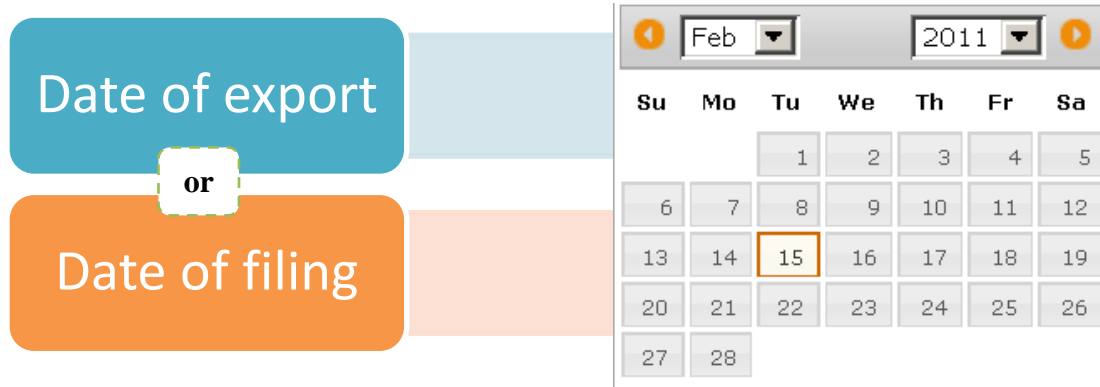 Date of export
or
Date of filing
Feb 2011
Su Mo Tu We Th Fr Sa
1 2 3 4 5
6 7 8 9 10 11 12
13 14 15 16 17 18 19
20 21 22 23 24 25 26
27 28